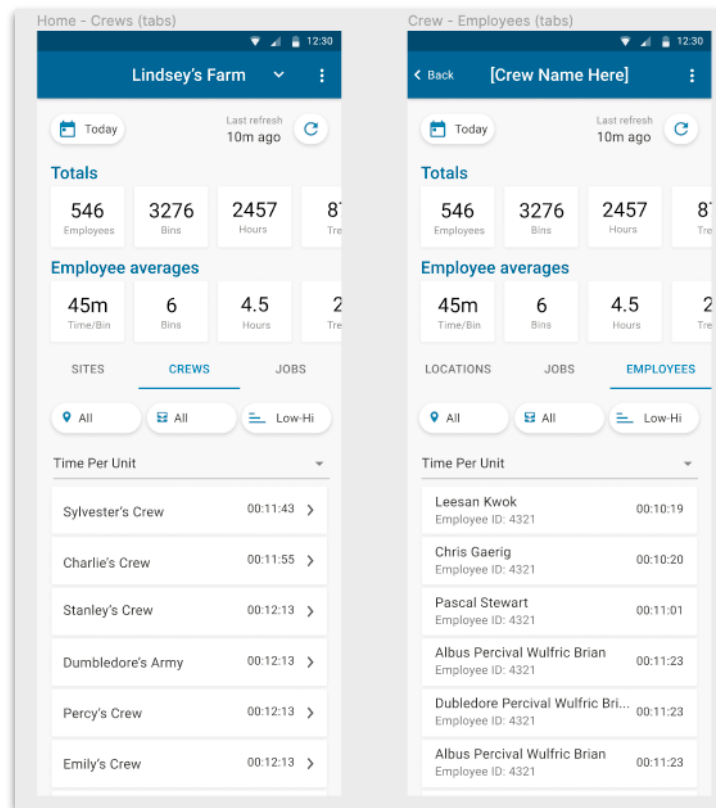 Home - Crews (tabs)
12:30
Lindsey's Farm
Today
Last refresh
10m ago
Totals
546
Employees
3276
Bins
2457
Hours
Tre
Employee averages
45m
Time/Bin
6
Bins
4.5
Hours
2
Tre
SITES
CREWS
JOBS
All
All
Low-Hi
Time Per Unit
Sylvester's Crew 00:11:43
Charlie's Crew 00:11:55
Stanley's Crew 00:12:13
Dumbledore's Army 00:12:13
Percy's Crew 00:12:13
Emily's Crew 00:12:13
Crew - Employees (tabs)
12:30
Back
[Crew Name Here]
Today
Last refresh
10m ago
Totals
546
Employees
3276
Bins
2457
Hours
8
Tre
Employee averages
45m
Time/Bin
6
Bins
4.5
Hours
2
Tre
LOCATIONS
JOBS
EMPLOYEES
All
All
Low-Hi
Time Per Unit
Leesan Kwok
Employee ID: 4321
00:10:19
Chris Gaerig
Employee ID: 4321
00:10:20
Pascal Stewart
Employee ID: 4321
00:11:01
Albus Percival Wulfric Brian
Employee ID: 4321
00:11:23
Dubledore Percival Wulfric Bri...
Employee ID: 4321
00:11:23
Albus Percival Wulfric Brian
Employee ID: 4321
00:11:23